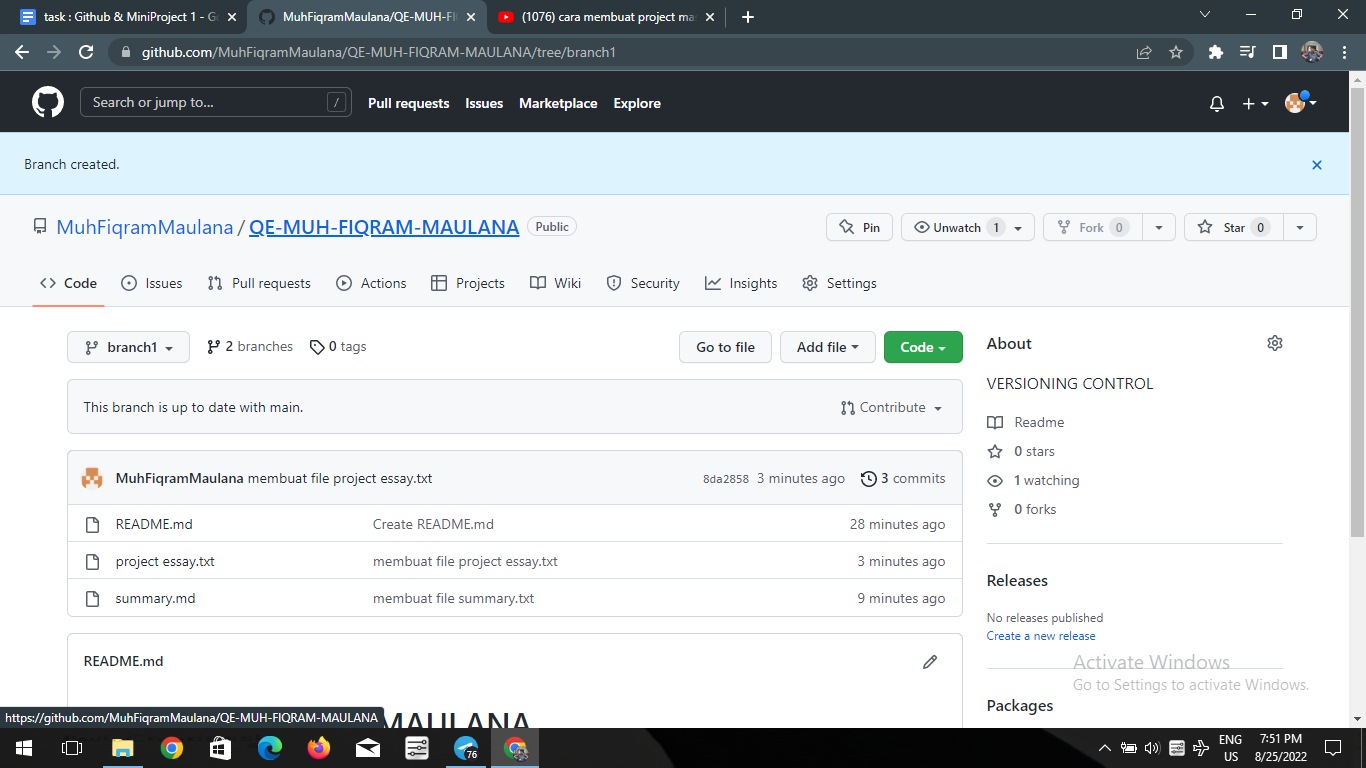 task : Github & MiniProject 1 - G
MuhFiqramMaulana/QE-MUH-FI
(1076) cara membuat project ma
github.com/MuhFiqramMaulana/QE-MUH-FIQRAM-MAULANA/tree/branch1
Search or jump to... /
Pull requests Issues Marketplace Explore
Branch created.
MuhFiqramMaulana / QE-MUH-FIQRAM-MAULANA Public
Pin Unwatch 1 Fork 0 Star 0
Code Issues Pull requests Actions Projects Wiki Security Insights Settings
branch1 2 branches 0 tags Go to file Add file Code
This branch is up to date with main. Contribute
MuhFiqramMaulana membuat file project essay.txt 8da2858 3 minutes ago 3 commits
README.md Create README.md 28 minutes ago
project essay.txt membuat file project essay.txt 3 minutes ago
summary.md membuat file summary.txt 9 minutes ago
README.md
MAULANA
About
VERSIONING CONTROL
Readme
0 stars
1 watching
0 forks
Releases
No releases published
Create a new release
Packages
Activate Windows
Go to Settings to activate Windows.
https://github.com/MuhFiqramMaulana/QE-MUH-FIQRAM-MAULANA
76
ENG
US
7:51 PM
8/25/2022